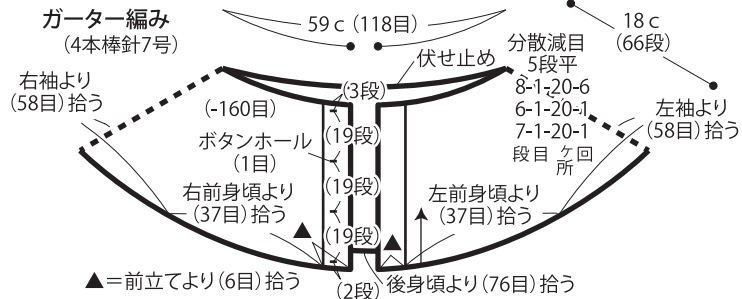 ガーター編み
(4本棒針7号)
59c(118目)
18c
(66段)
伏せ止め
分散減目
5段平
8-1-20-6
6-1-20-1
7-1-20-1
段目ヶ所回
右袖より
(58目)拾う
(-160目)
(3段)
左袖より
(58目)拾う
ボタンホール
(1目)
(19段)
(19段)
(19段)
右前身頃より
(37目)拾う
左前身頃より
(37目)拾う
▲
▲
▲=前立てより(6目)拾う
(2段)
後身頃より(76目)拾う